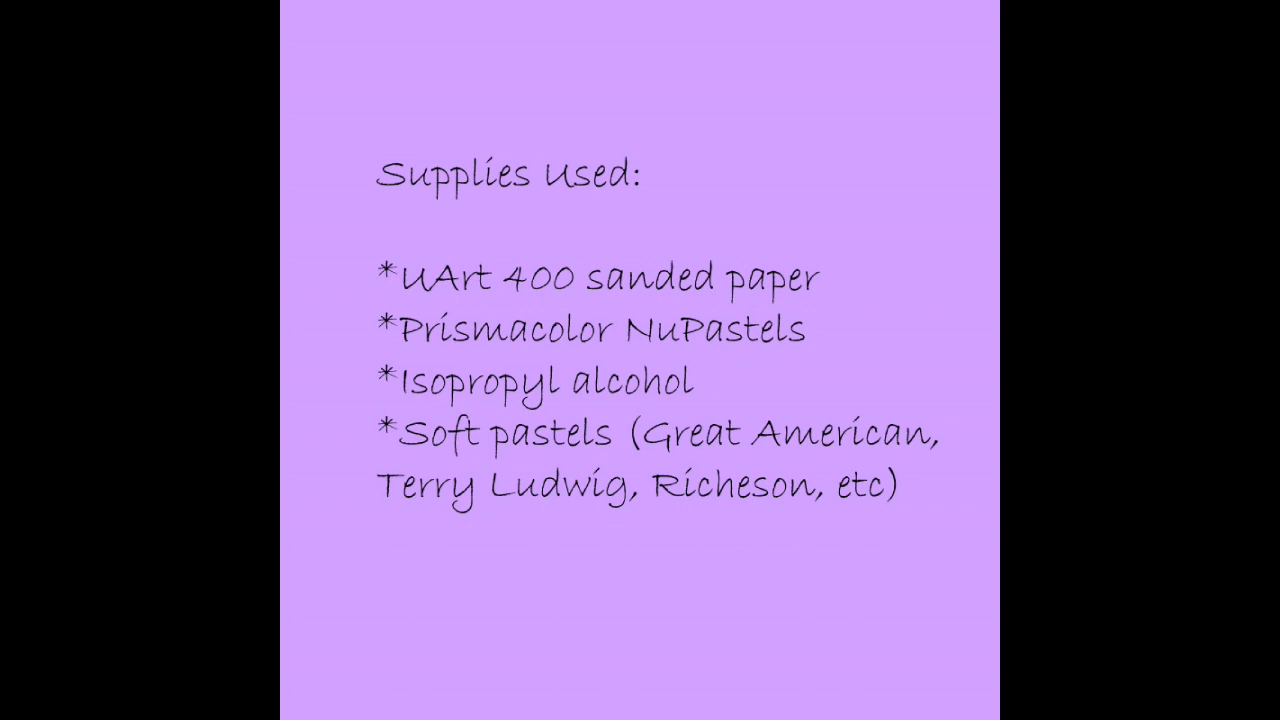 Supplies Used:
*UArt 400 sanded paper
*Prismacolor NuPastels
*Isopropyl alcohol
*Soft pastels (Great American,
Terry Ludwig, Richeson, etc)